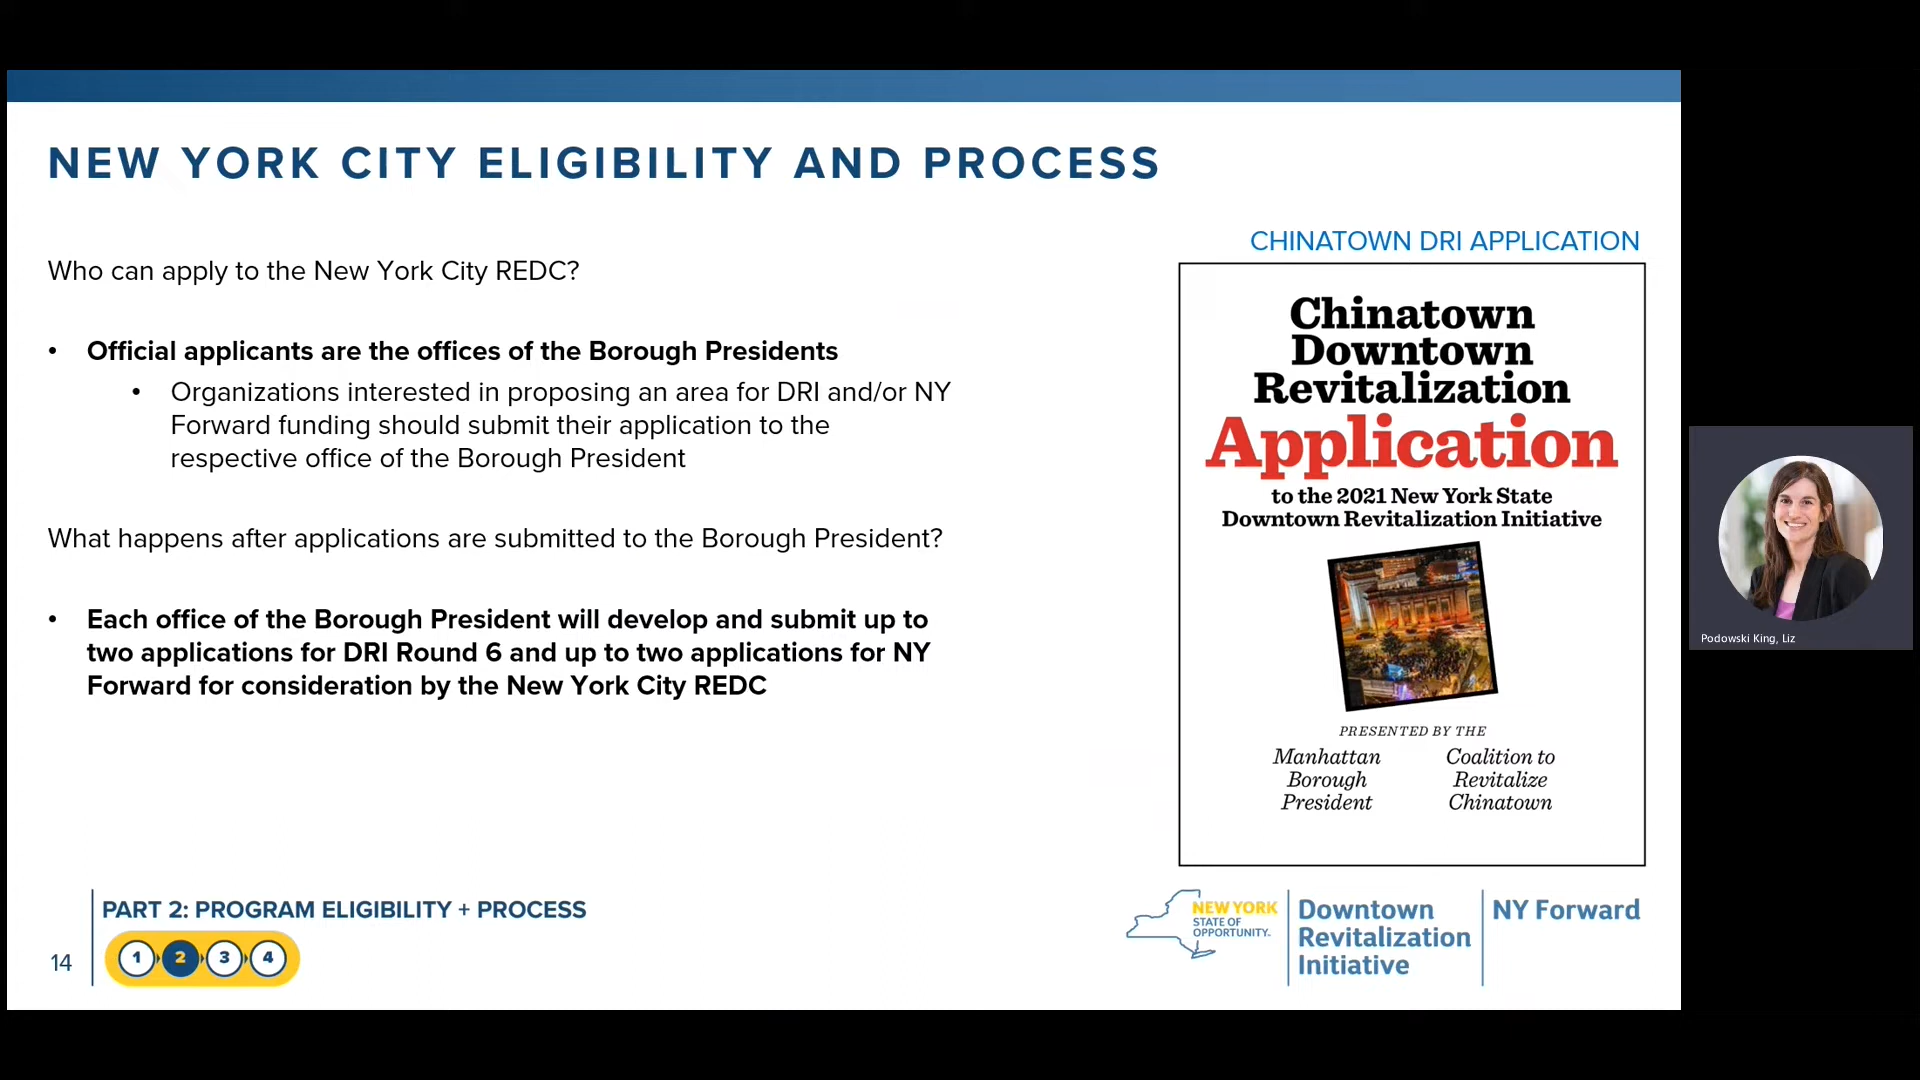 NEW YORK CITY ELIGIBILITY AND PROCESS
Who can apply to the New York City REDC?
• Official applicants are the offices of the Borough Presidents
• Organizations interested in proposing an area for DRI and/or NY
Forward funding should submit their application to the
respective office of the Borough President
What happens after applications are submitted to the Borough President?
• Each office of the Borough President will develop and submit up to
two applications for DRI Round 6 and up to two applications for NY
Forward for consideration by the New York City REDC
CHINATOWN DRI APPLICATION
Chinatown
Downtown
Revitalization
Application
to the 2021 New York State
Downtown Revitalization Initiative
PRESENTED BY THE
Manhattan
Borough
President
Coalition to
Revitalize
Chinatown
Podowski King, Liz
14
PART 2: PROGRAM ELIGIBILITY + PROCESS
1 2 3 4
NEW YORK
STATE OF
OPPORTUNITY.
Downtown
Revitalization
Initiative
NY Forward